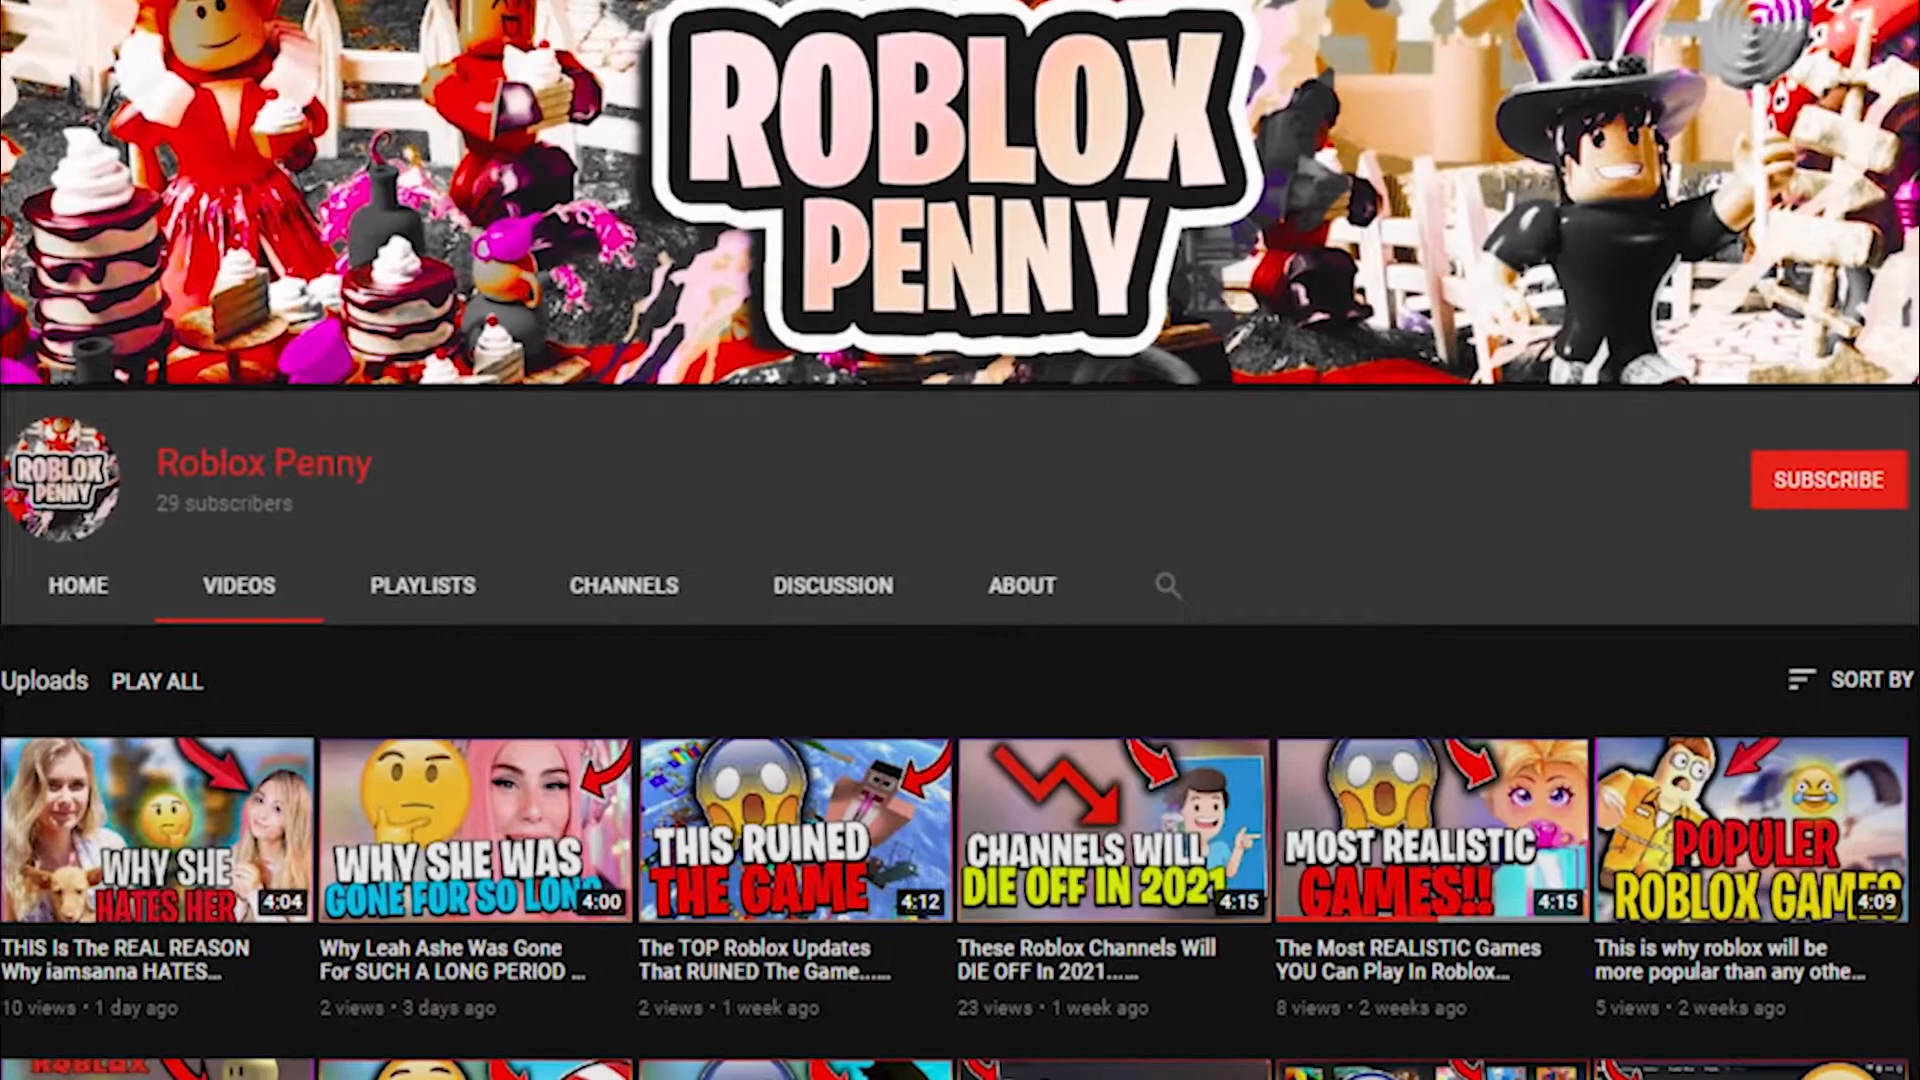 ROBLOX
PENNY
ROBLOX
PENNY
Roblox Penny
29 subscribers
SUBSCRIBE
HOME
VIDEOS
PLAYLISTS
CHANNELS
DISCUSSION
ABOUT
Uploads
PLAY ALL
SORT BY
WHY SHE
HATES HER
4:04
WHY SHE WAS
GONE FOR SO LONG
4:00
THIS RUINED
THE GAME
4:12
CHANNELS WILL
DIE OFF IN 2021
4:15
MOST REALISTIC
GAMES!!
4:15
POPULER
ROBLOX GAMES
4:09
THIS Is The REAL REASON
Why iamsanna HATES...
10 views • 1 day ago
Why Leah Ashe Was Gone
For SUCH A LONG PERIOD ...
2 views • 3 days ago
The TOP Roblox Updates
That RUINED The Game......
2 views • 1 week ago
These Roblox Channels Will
DIE OFF In 2021......
23 views • 1 week ago
The Most REALISTIC Games
YOU Can Play In Roblox...
8 views • 2 weeks ago
This is why roblox will be
more popular than any othe...
5 views • 2 weeks ago
ROBLOX